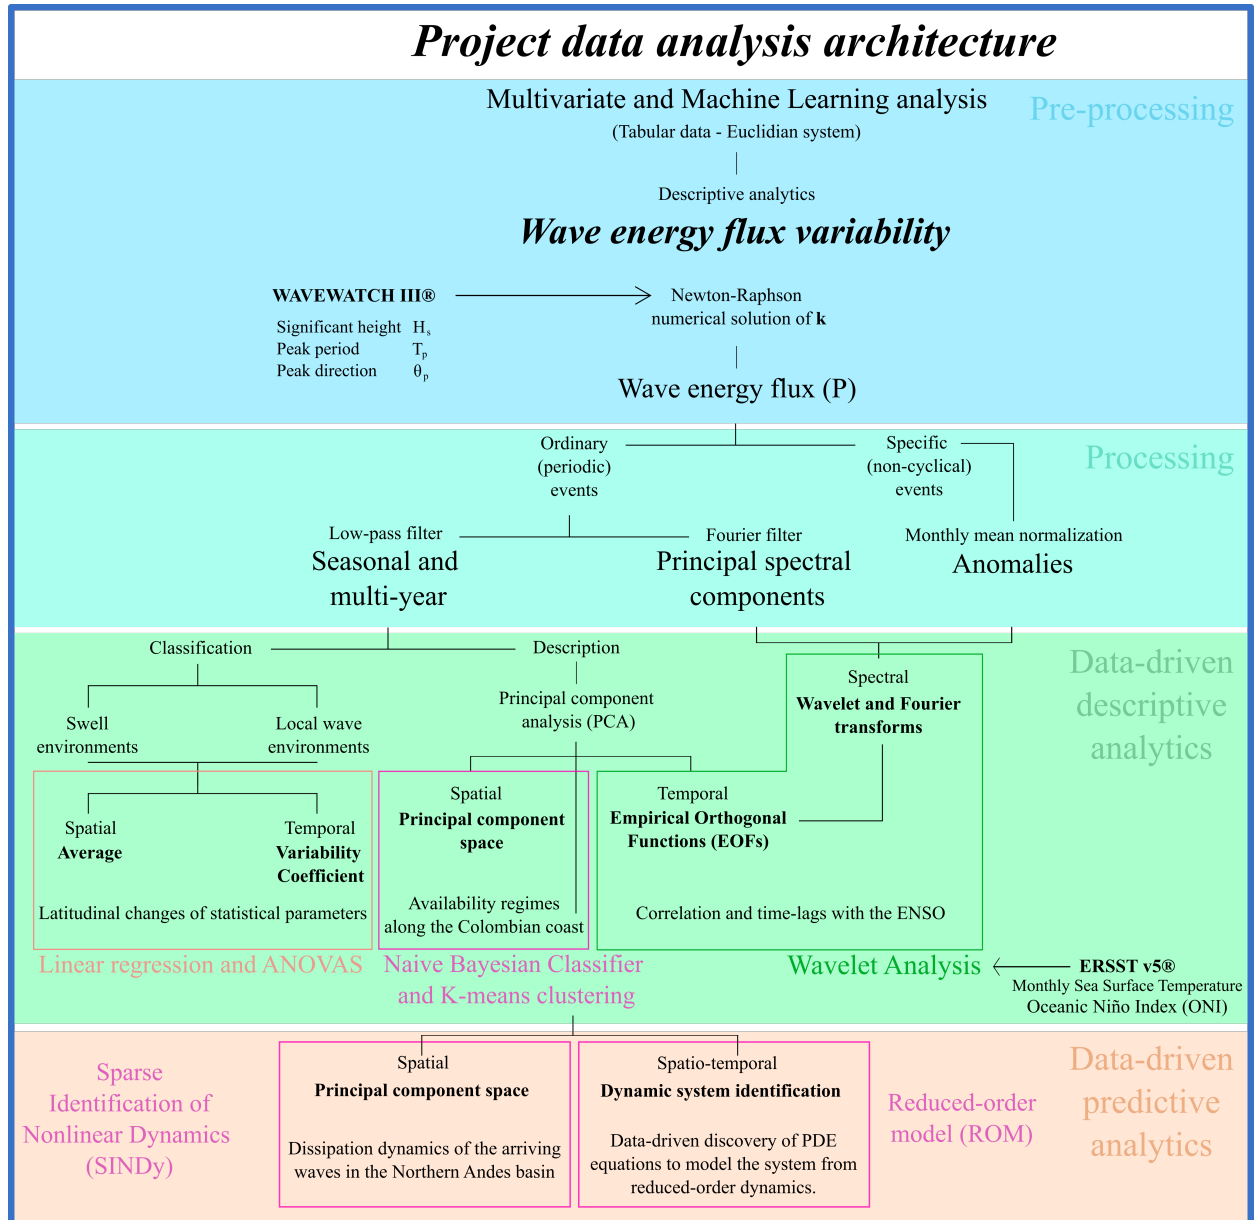 Project data analysis architecture
Pre-processing
Multivariate and Machine Learning analysis
(Tabular data - Euclidian system)
Descriptive analytics
Wave energy flux variability
WAVEWATCH III®
Significant height Hs
Peak period Tp
Peak direction θp
Newton-Raphson
numerical solution of k
Wave energy flux (P)
Processing
Ordinary
(periodic)
events
Specific
(non-cyclical)
events
Low-pass filter
Seasonal and
multi-year
Fourier filter
Principal spectral
components
Monthly mean normalization
Anomalies
Data-driven
descriptive
analytics
Classification
Description
Swell
environments
Local wave
environments
Principal component
analysis (PCA)
Spectral
Wavelet and Fourier
transforms
Spatial
Average
Temporal
Variability
Coefficient
Latitudinal changes of statistical parameters
Linear regression and ANOVAS
Spatial
Principal component
space
Availability regimes
along the Colombian coast
Naive Bayesian Classifier
and K-means clustering
Temporal
Empirical Orthogonal
Functions (EOFs)
Correlation and time-lags with the ENSO
Wavelet Analysis
ERSST v5®
Monthly Sea Surface Temperature
Oceanic Niño Index (ONI)
Data-driven
predictive
analytics
Sparse
Identification of
Nonlinear Dynamics
(SINDy)
Spatial
Principal component space
Dissipation dynamics of the arriving
waves in the Northern Andes basin
Spatio-temporal
Dynamic system identification
Data-driven discovery of PDE
equations to model the system from
reduced-order dynamics.
Reduced-order
model (ROM)